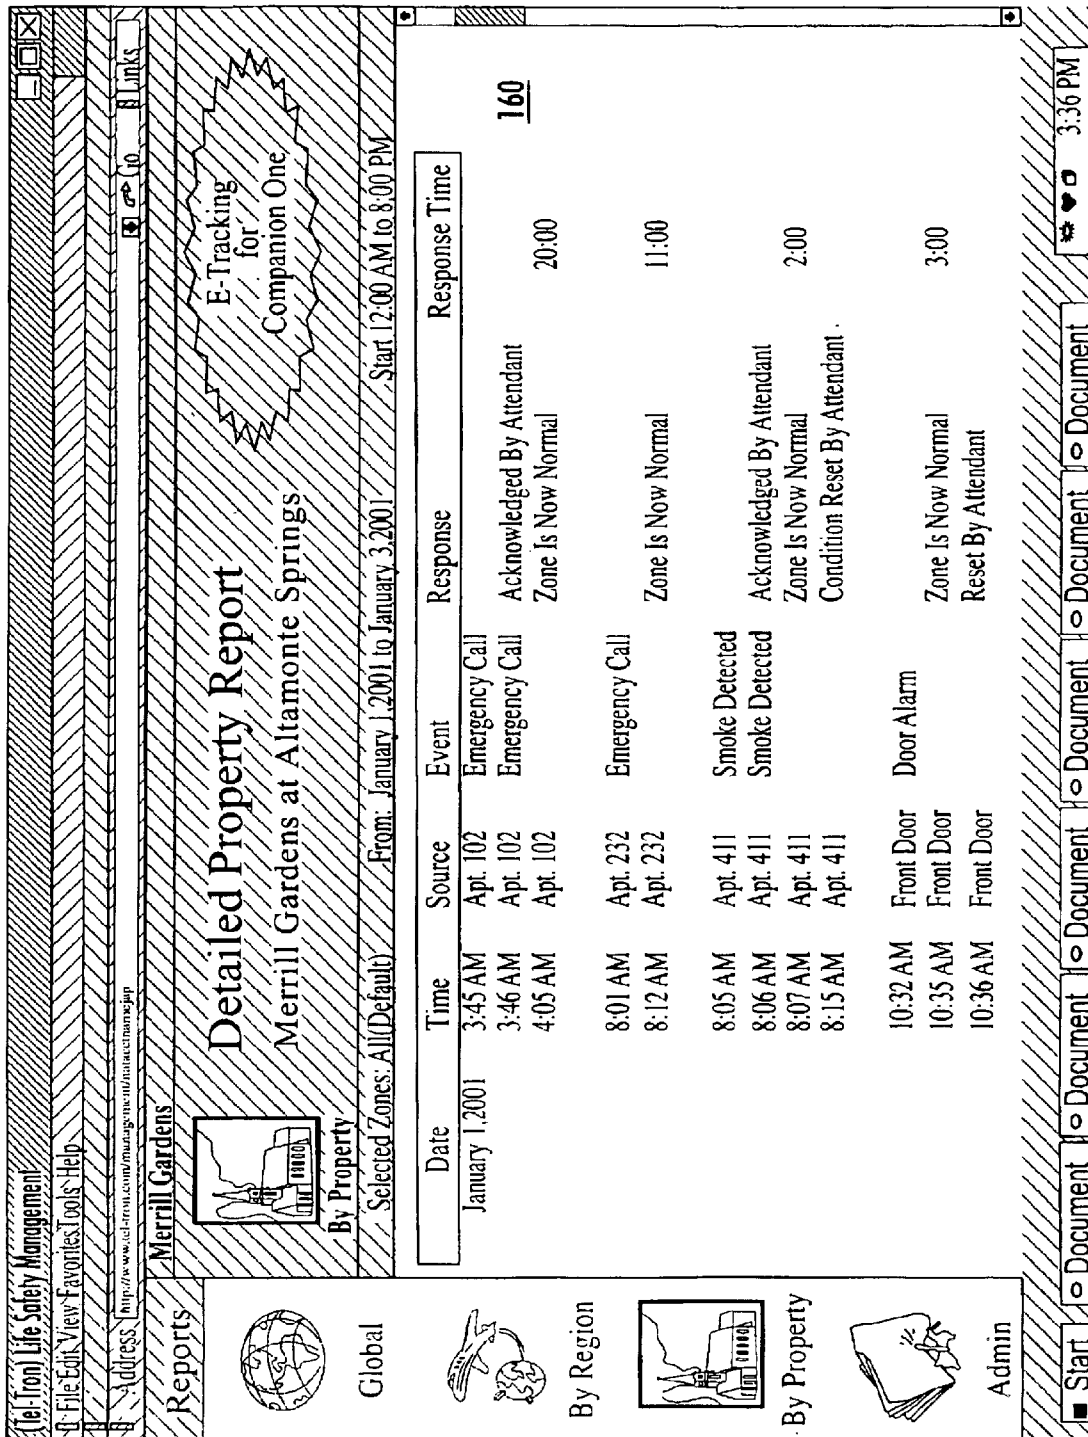 (Tel-Tron) Life Safety Management
File Edit View Favorites Tools Help
Address Go Links
Reports
Global
By Region
By Property
Admin
Merrill Gardens
By Property
Detailed Property Report
Merrill Gardens at Altamonte Springs
E-Tracking
for
Companion One
Selected Zones: All(Default) From: January 1,2001 to January 3,2001 Start 12:00 AM to 8:00 PM
Date Time Source Event Response Response Time
January 1,2001 3:45 AM Apt. 102 Emergency Call
3:46 AM Apt. 102 Emergency Call Acknowledged By Attendant
4:05 AM Apt. 102 Zone Is Now Normal 20:00
8:01 AM Apt. 232 Emergency Call
8:12 AM Apt. 232 Zone Is Now Normal 11:00
8:05 AM Apt. 411 Smoke Detected
8:06 AM Apt. 411 Smoke Detected Acknowledged By Attendant
8:07 AM Apt. 411 Zone Is Now Normal 2:00
8:15 AM Apt. 411 Condition Reset By Attendant
10:32 AM Front Door Door Alarm
10:35 AM Front Door Zone Is Now Normal 3:00
10:36 AM Front Door Reset By Attendant
160
Start Document Document Document Document Document Document 3:36 PM